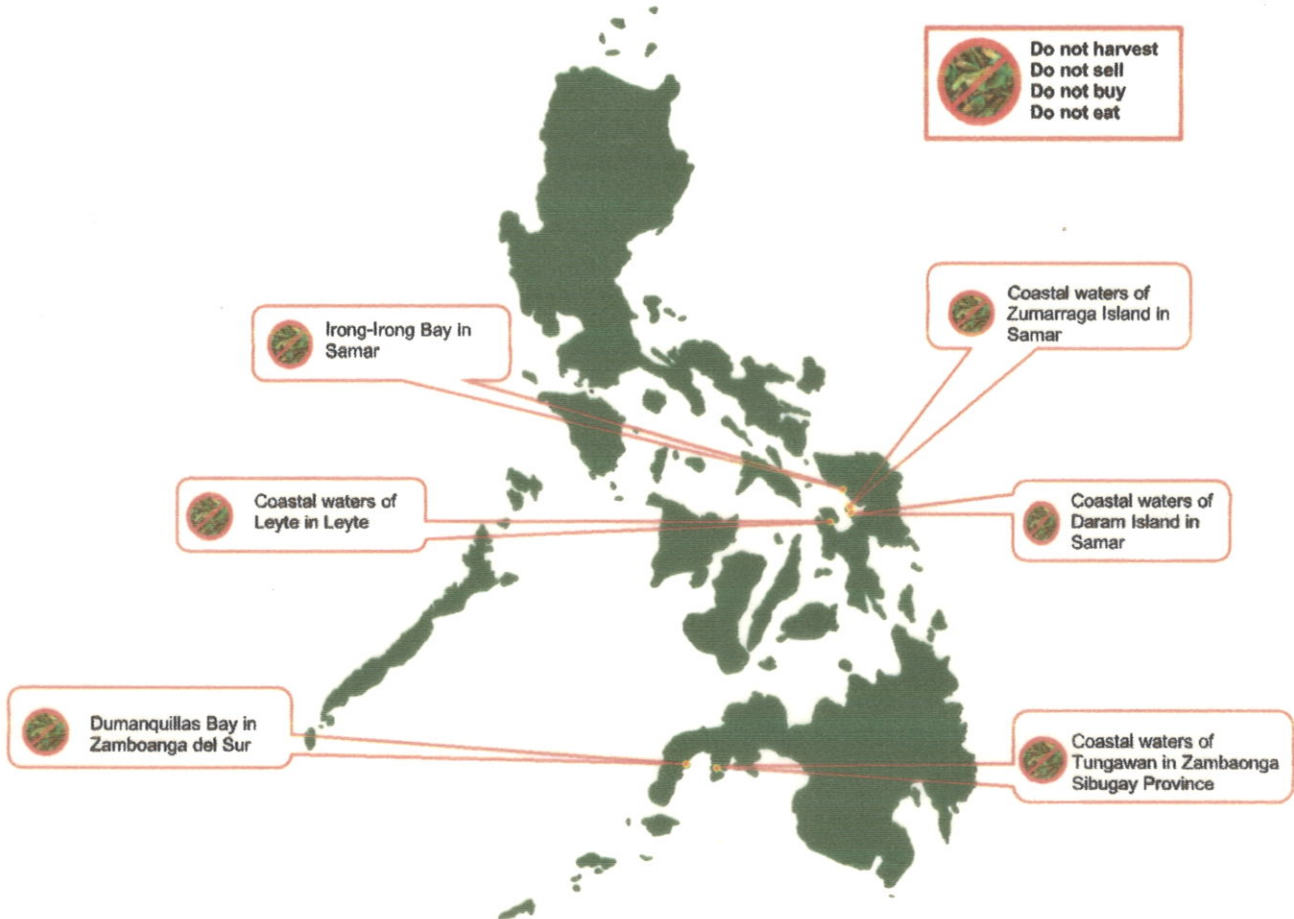 Do not harvest
Do not sell
Do not buy
Do not eat
Coastal waters of
Zumarraga Island in
Samar
Irong-Irong Bay in
Samar
Coastal waters of
Leyte in Leyte
Coastal waters of
Daram Island in
Samar
Dumanquillas Bay in
Zamboanga del Sur
Coastal waters of
Tungawan in Zambaonga
Sibugay Province